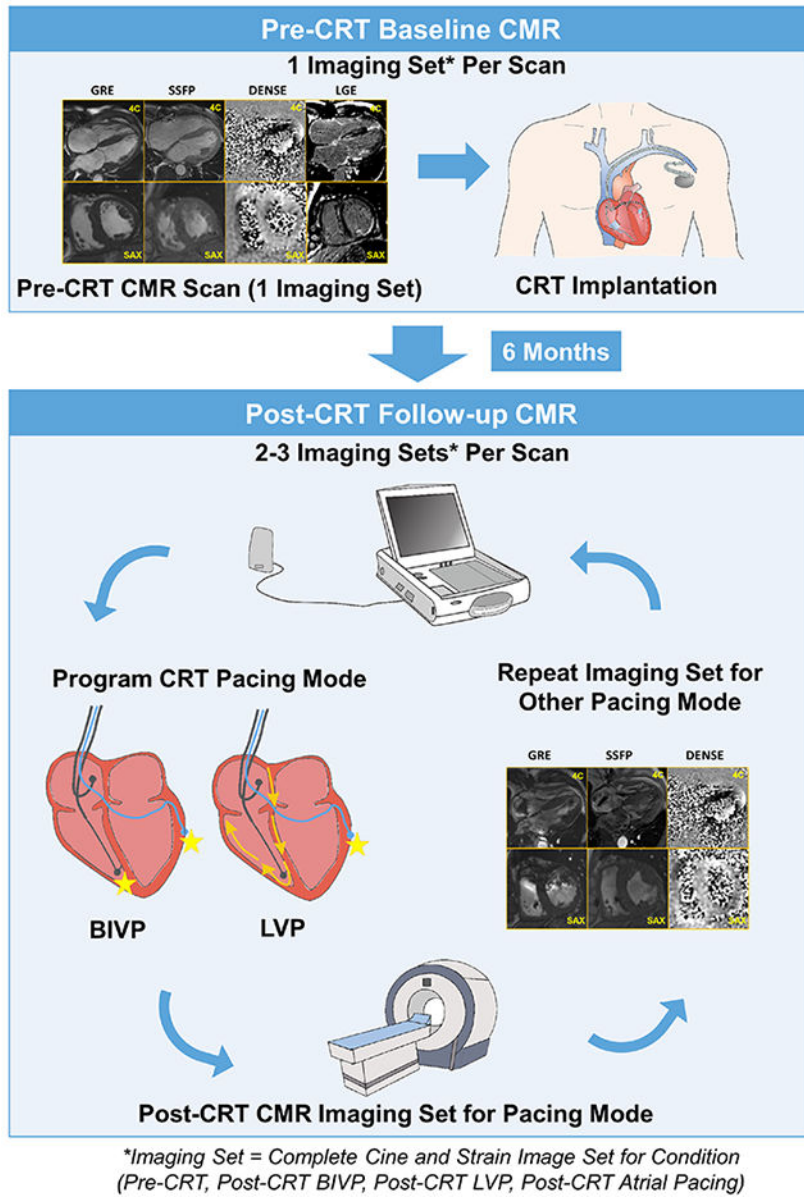 Pre-CRT Baseline CMR
1 Imaging Set* Per Scan
GRE SSFP DENSE LGE
4C 4C 4C 4C
SAX SAX SAX SAX
Pre-CRT CMR Scan (1 Imaging Set)
CRT Implantation
6 Months
Post-CRT Follow-up CMR
2-3 Imaging Sets* Per Scan
Program CRT Pacing Mode
Repeat Imaging Set for
Other Pacing Mode
GRE SSFP DENSE
4C 4C 4C
SAX SAX SAX
BIVP LVP
Post-CRT CMR Imaging Set for Pacing Mode
*Imaging Set = Complete Cine and Strain Image Set for Condition
(Pre-CRT, Post-CRT BIVP, Post-CRT LVP, Post-CRT Atrial Pacing)